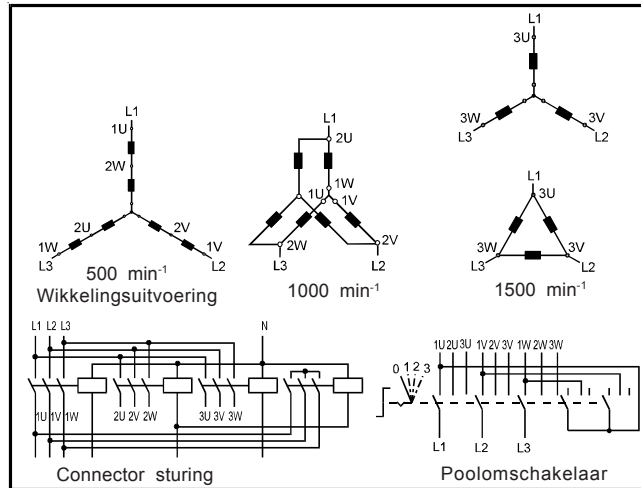 L1
3U
3W
3V
L3
L2
L1
1U
2W
2U
2V
1W
1V
L3
L2
500 min-1
Wikkelingsuitvoering
L1
2U
1W
1U
1V
2W
2V
L3
L2
1000 min-1
L1
3U
3W
3V
L3
L2
1500 min-1
L1 L2 L3
N
1U 1V 1W
2U 2V 2W
3U 3V 3W
Connector sturing
1U 2U 3U 1V 2V 3V 1W 2W 3W
0 1 2 3
L1
L2
L3
Poolomschakelaar